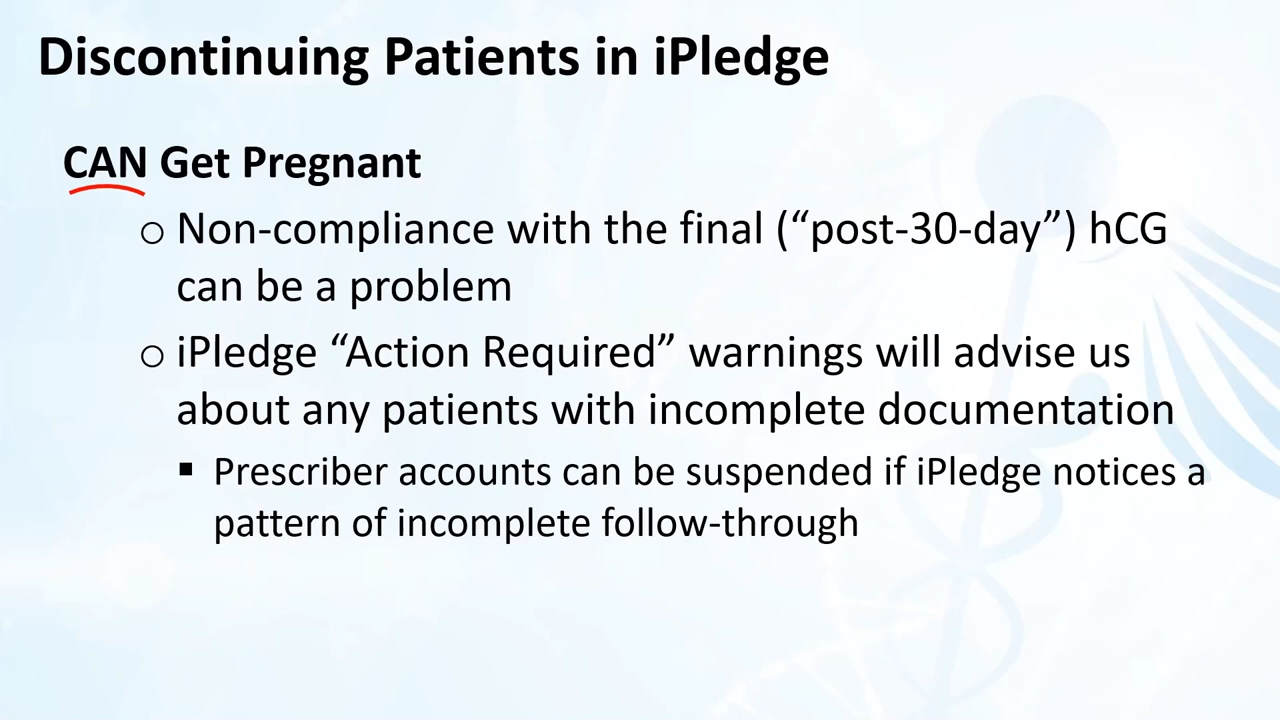 Discontinuing Patients in iPledge
CAN Get Pregnant
o Non-compliance with the final (“post-30-day”) hCG
can be a problem
o iPledge “Action Required” warnings will advise us
about any patients with incomplete documentation
▪ Prescriber accounts can be suspended if iPledge notices a
pattern of incomplete follow-through